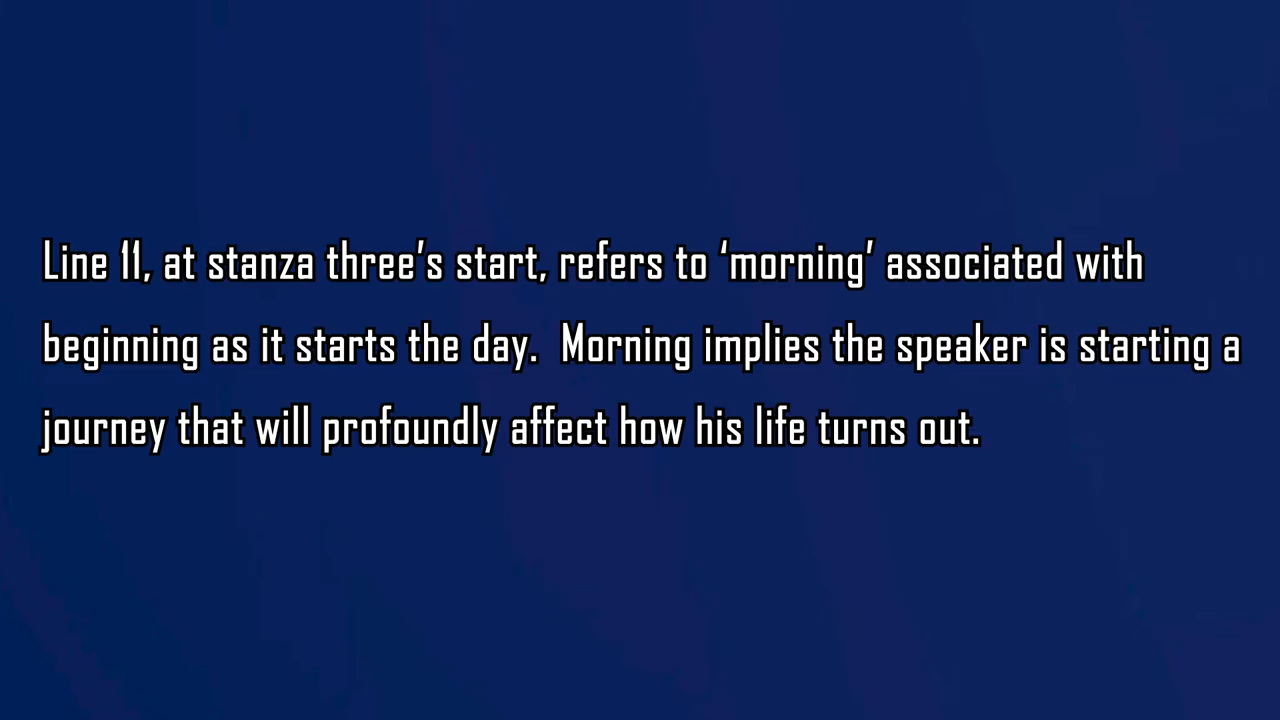 Line 11, at stanza three’s start, refers to ‘morning’ associated with
beginning as it starts the day.  Morning implies the speaker is starting a
journey that will profoundly affect how his life turns out.